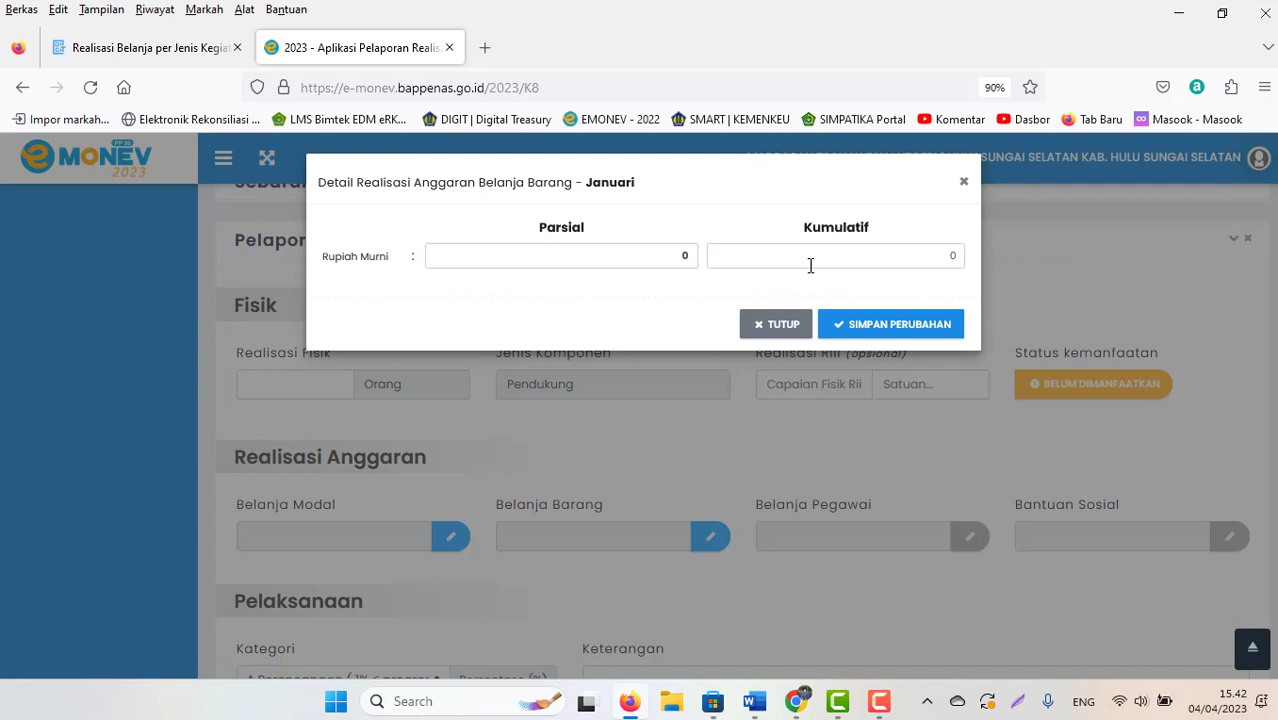 Berkas Edit Tampilan Riwayat Markah Alat Bantuan
Realisasi Belanja per Jenis Kegia
2023 - Aplikasi Pelaporan Realis
https://e-monev.bappenas.go.id/2023/K8
90%
Impor markah... Elektronik Rekonsiliasi ... LMS Bimtek EDM eRK... DIGIT | Digital Treasury EMONEV - 2022 SMART - KEMENKEU SIMPATIKA Portal Komentar Dasbor Tab Baru Masook - Masook
MONEV
2023
SUNGAI SELATAN KAB. HULU SUNGAI SELATAN
Detail Realisasi Anggaran Belanja Barang - Januari
Parsial Kumulatif
Rupiah Murni : 0 0
TUTUP SIMPAN PERUBAHAN
Pelapor
Fisik
Realisasi Fisik Jenis Komponen Realisasi Riil (opsional) Status kemanfaatan
Orang Pendukung Capaian Fisik Rii Satuan... BELUM DIMANFAATKAN
Realisasi Anggaran
Belanja Modal Belanja Barang Belanja Pegawai Bantuan Sosial
Pelaksanaan
Kategori Keterangan
Search
ENG
15.42
04/04/2023